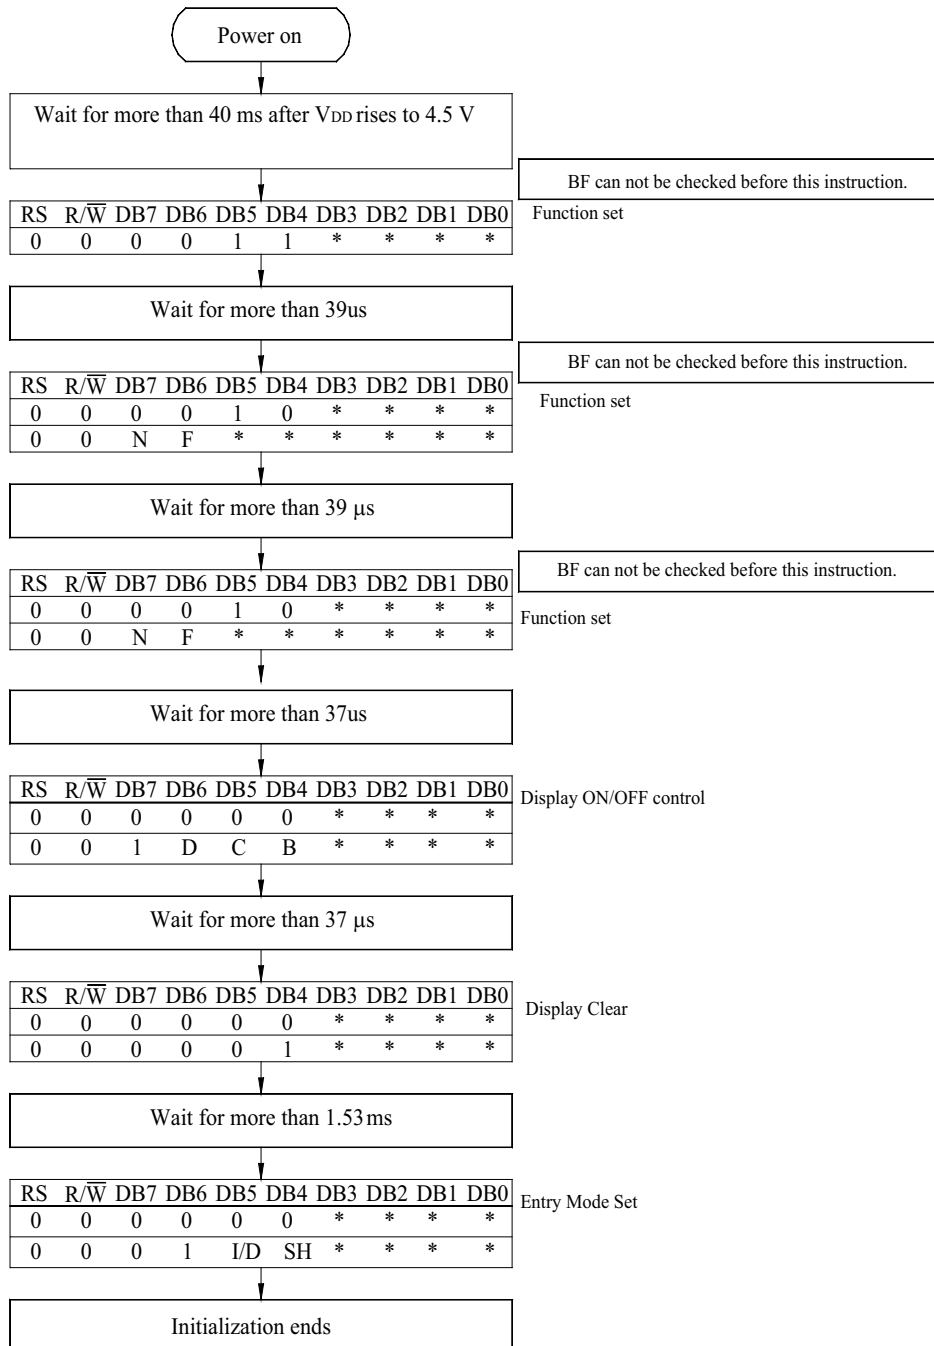 Power on
Wait for more than 40 ms after VDD rises to 4.5 V
BF can not be checked before this instruction.
RS R/W̅ DB7 DB6 DB5 DB4 DB3 DB2 DB1 DB0
Function set
0 0 0 0 1 1 * * * *
Wait for more than 39us
BF can not be checked before this instruction.
RS R/W̅ DB7 DB6 DB5 DB4 DB3 DB2 DB1 DB0
Function set
0 0 0 0 1 0 * * * *
0 0 N F * * * * * *
Wait for more than 39 μs
BF can not be checked before this instruction.
RS R/W̅ DB7 DB6 DB5 DB4 DB3 DB2 DB1 DB0
0 0 0 0 1 0 * * * *
Function set
0 0 N F * * * * * *
Wait for more than 37us
RS R/W̅ DB7 DB6 DB5 DB4 DB3 DB2 DB1 DB0
Display ON/OFF control
0 0 0 0 0 0 * * * *
0 0 1 D C B * * * *
Wait for more than 37 μs
RS R/W̅ DB7 DB6 DB5 DB4 DB3 DB2 DB1 DB0
Display Clear
0 0 0 0 0 0 * * * *
0 0 0 0 0 1 * * * *
Wait for more than 1.53ms
RS R/W̅ DB7 DB6 DB5 DB4 DB3 DB2 DB1 DB0
Entry Mode Set
0 0 0 0 0 0 * * * *
0 0 0 1 I/D SH * * * *
Initialization ends